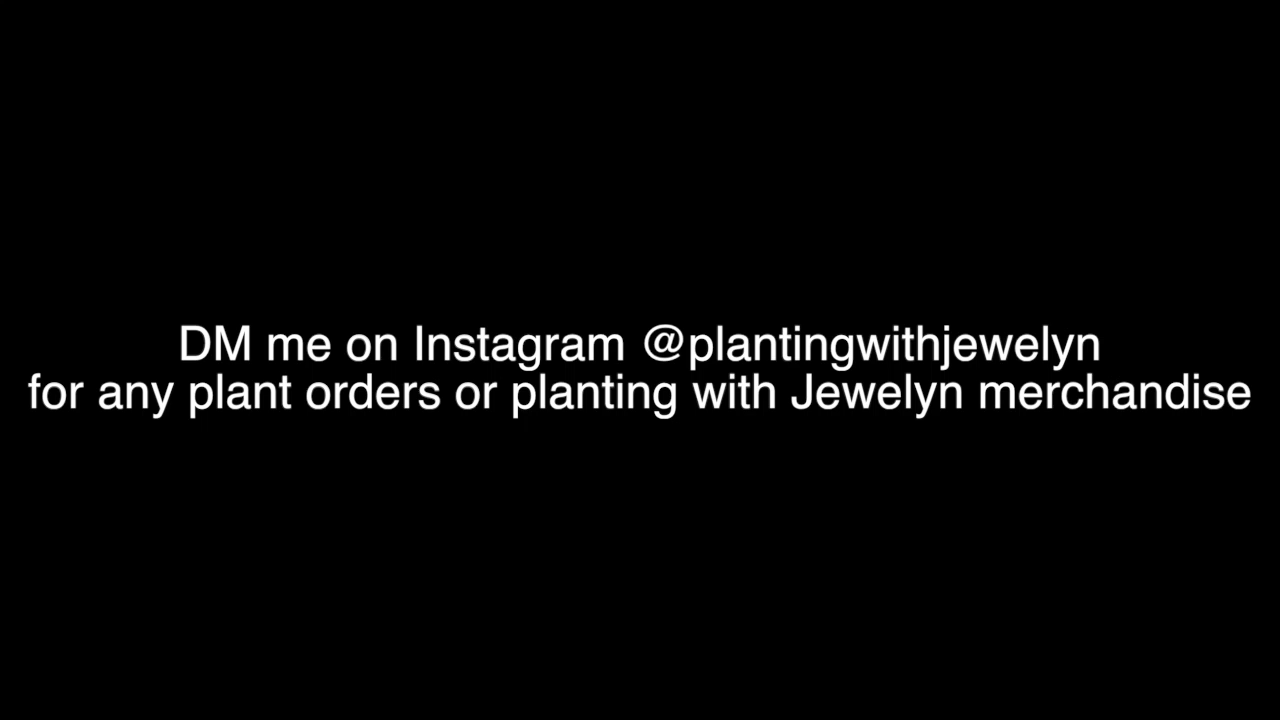 DM me on Instagram @plantingwithjewelyn
for any plant orders or planting with Jewelyn merchandise